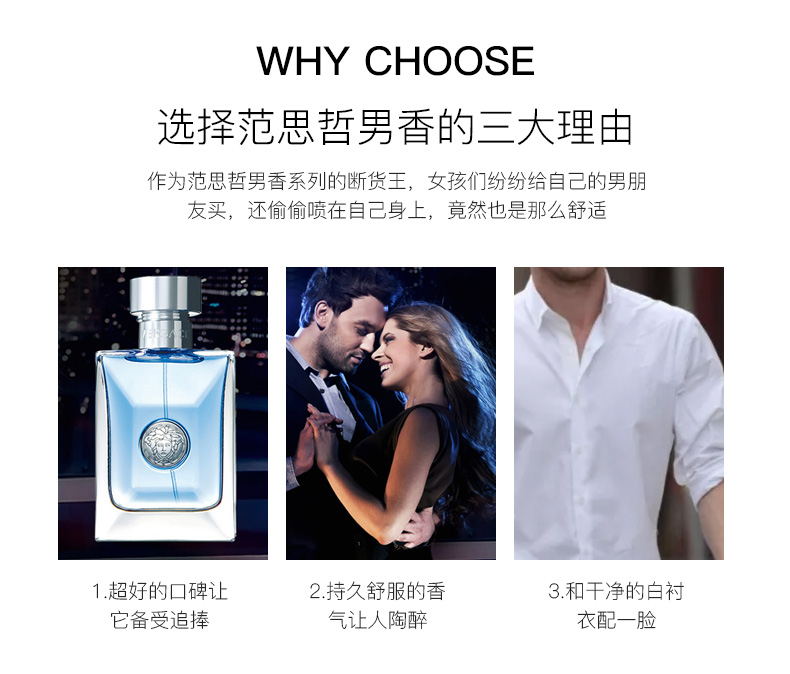 WHY CHOOSE
选择范思哲男香的三大理由
作为范思哲男香系列的断货王，女孩们纷纷给自己的男朋
友买，还偷偷喷在自己身上，竟然也是那么舒适
1.超好的口碑让
它备受追捧
2.持久舒服的香
气让人陶醉
3.和干净的白衬
衣配一脸